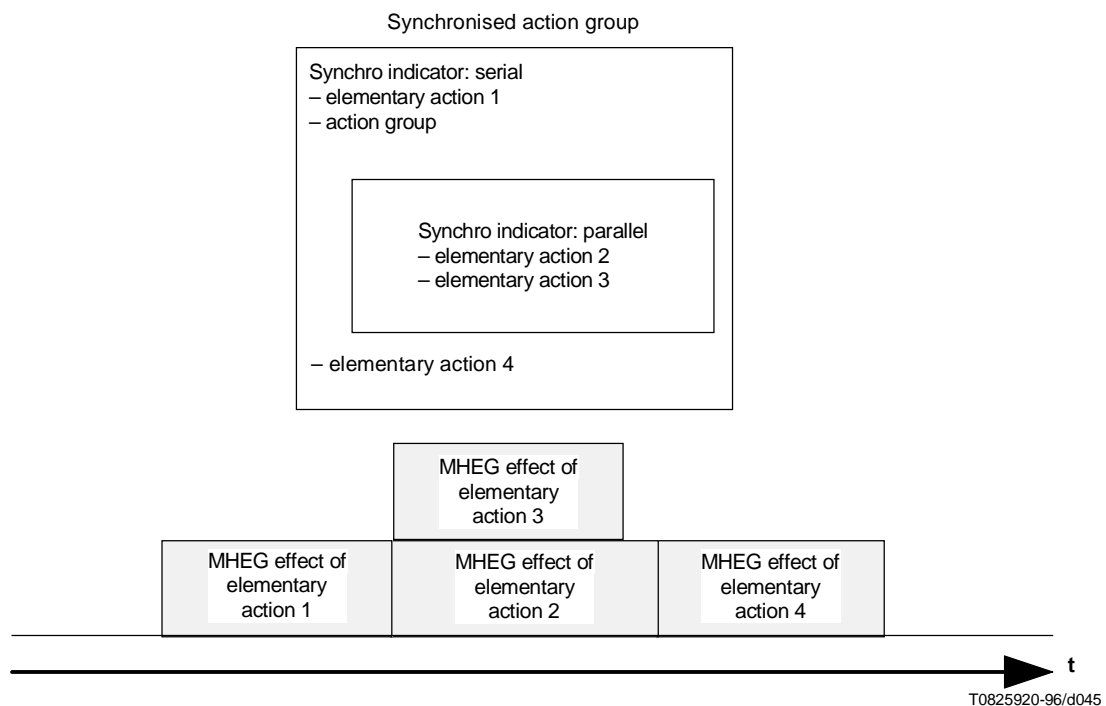 Synchronised action group
Synchro indicator: serial
– elementary action 1
– action group
Synchro indicator: parallel
– elementary action 2
– elementary action 3
– elementary action 4
MHEG effect of
elementary
action 3
MHEG effect of
elementary
action 1
MHEG effect of
elementary
action 2
MHEG effect of
elementary
action 4
t
T0825920-96/d045